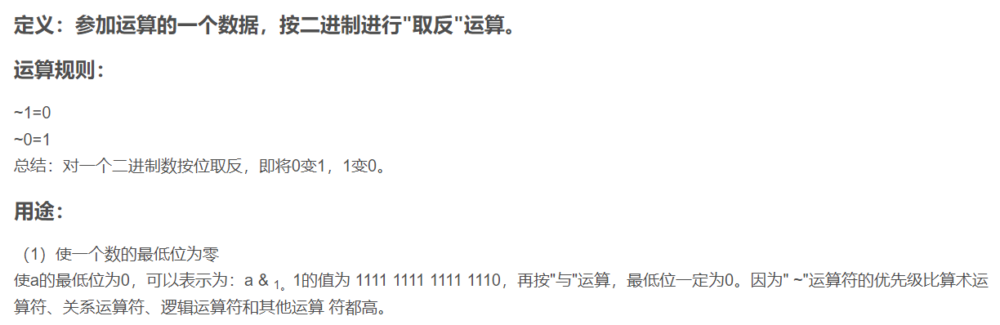 定义：参加运算的一个数据，按二进制进行"取反"运算。
运算规则：
~1=0
~0=1
总结：对一个二进制数按位取反，即将0变1，1变0。
用途：
（1）使一个数的最低位为零
使a的最低位为0，可以表示为：a & 1。1的值为 1111 1111 1111 1110，再按"与"运算，最低位一定为0。因为" ~"运算符的优先级比算术运
算符、关系运算符、逻辑运算符和其他运算 符都高。